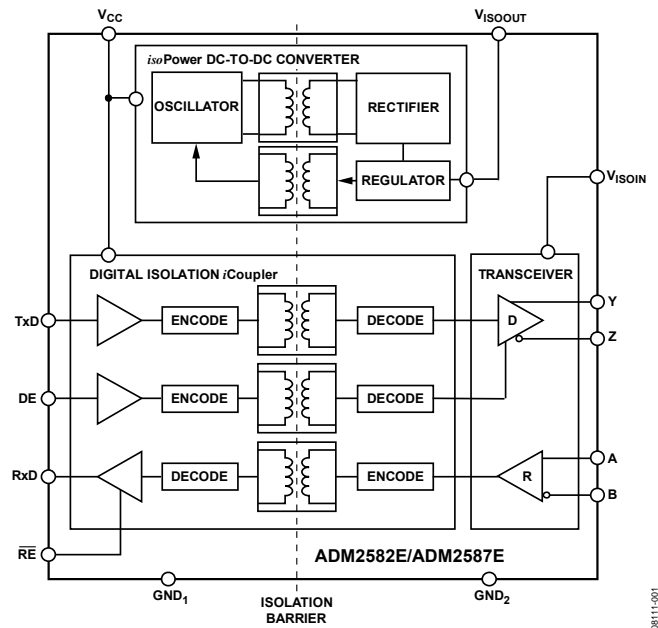 VCC
VISOOUT
isoPower DC-TO-DC CONVERTER
OSCILLATOR
RECTIFIER
REGULATOR
VISOIN
DIGITAL ISOLATION iCoupler
TRANSCEIVER
TxD
ENCODE
DECODE
D
Y
Z
DE
ENCODE
DECODE
RxD
DECODE
ENCODE
R
A
B
RE
ADM2582E/ADM2587E
GND1
ISOLATION
BARRIER
GND2
08111-001